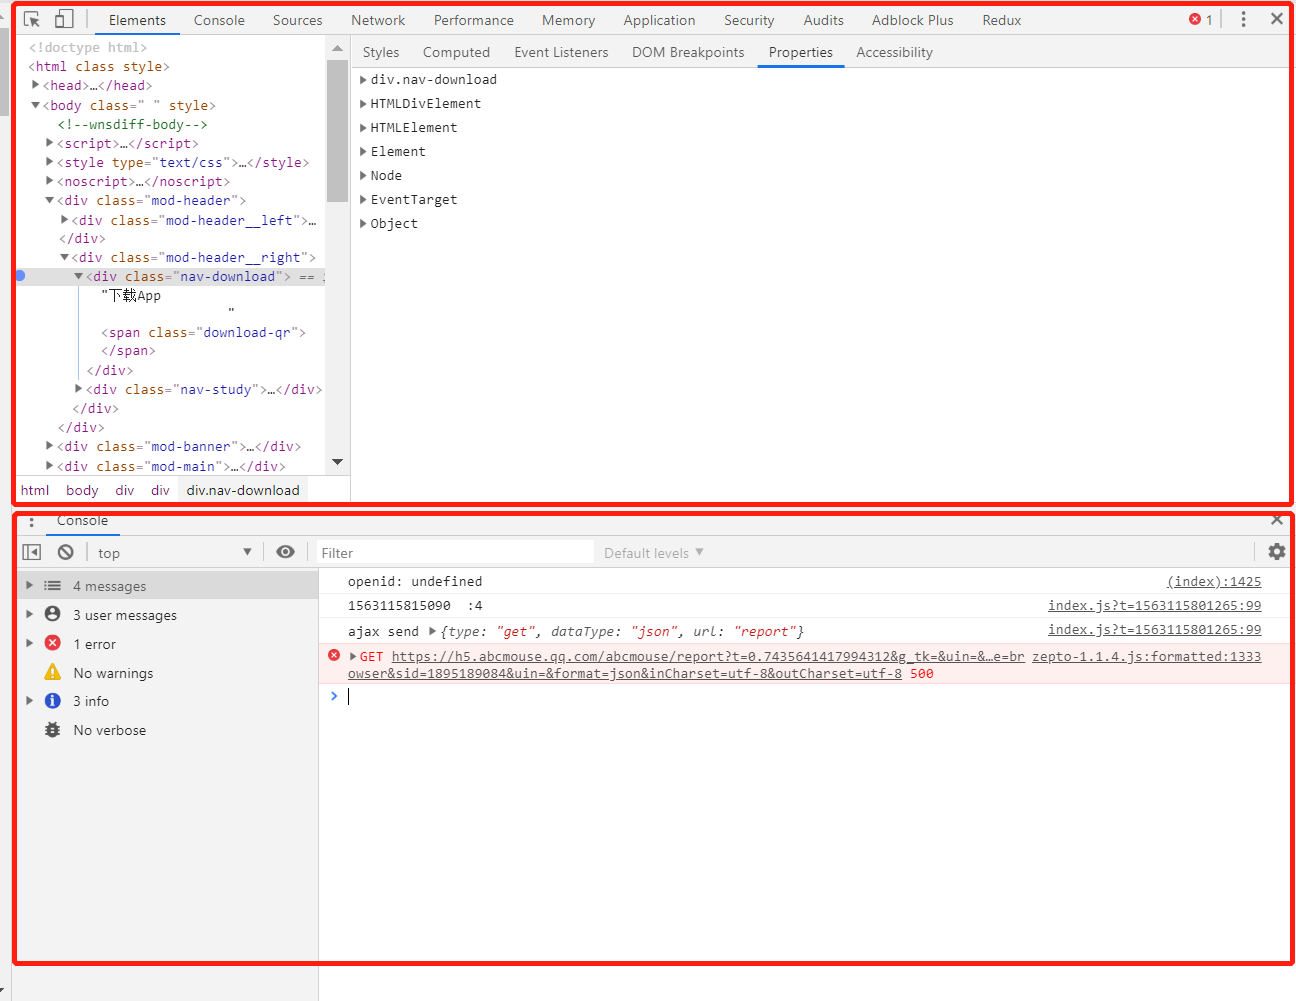 Elements Console Sources Network Performance Memory Application Security Audits Adblock Plus Redux 1
<!doctype html>
<html class style>
<head>…</head>
<body class=" " style>
<!--wnsdiff-body-->
<script>…</script>
<style type="text/css">…</style>
<noscript>…</noscript>
<div class="mod-header">
<div class="mod-header__left">…
</div>
<div class="mod-header__right">
<div class="nav-download"> ==
"下载App
"
<span class="download-qr">
</span>
</div>
<div class="nav-study">…</div>
</div>
</div>
<div class="mod-banner">…</div>
<div class="mod-main">…</div>
html body div div div.nav-download
Styles Computed Event Listeners DOM Breakpoints Properties Accessibility
div.nav-download
HTMLDivElement
HTMLElement
Element
Node
EventTarget
Object
Console
top Filter Default levels
4 messages
3 user messages
1 error
No warnings
3 info
No verbose
openid: undefined (index):1425
1563115815090 :4 index.js?t=1563115801265:99
ajax send {type: "get", dataType: "json", url: "report"} index.js?t=1563115801265:99
GET https://h5.abcmouse.qq.com/abcmouse/report?t=0.7435641417994312&g_tk=&uin=&…e=br zepto-1.1.4.js:formatted:1333
owser&sid=1895189084&uin=&format=json&inCharset=utf-8&outCharset=utf-8 500
>